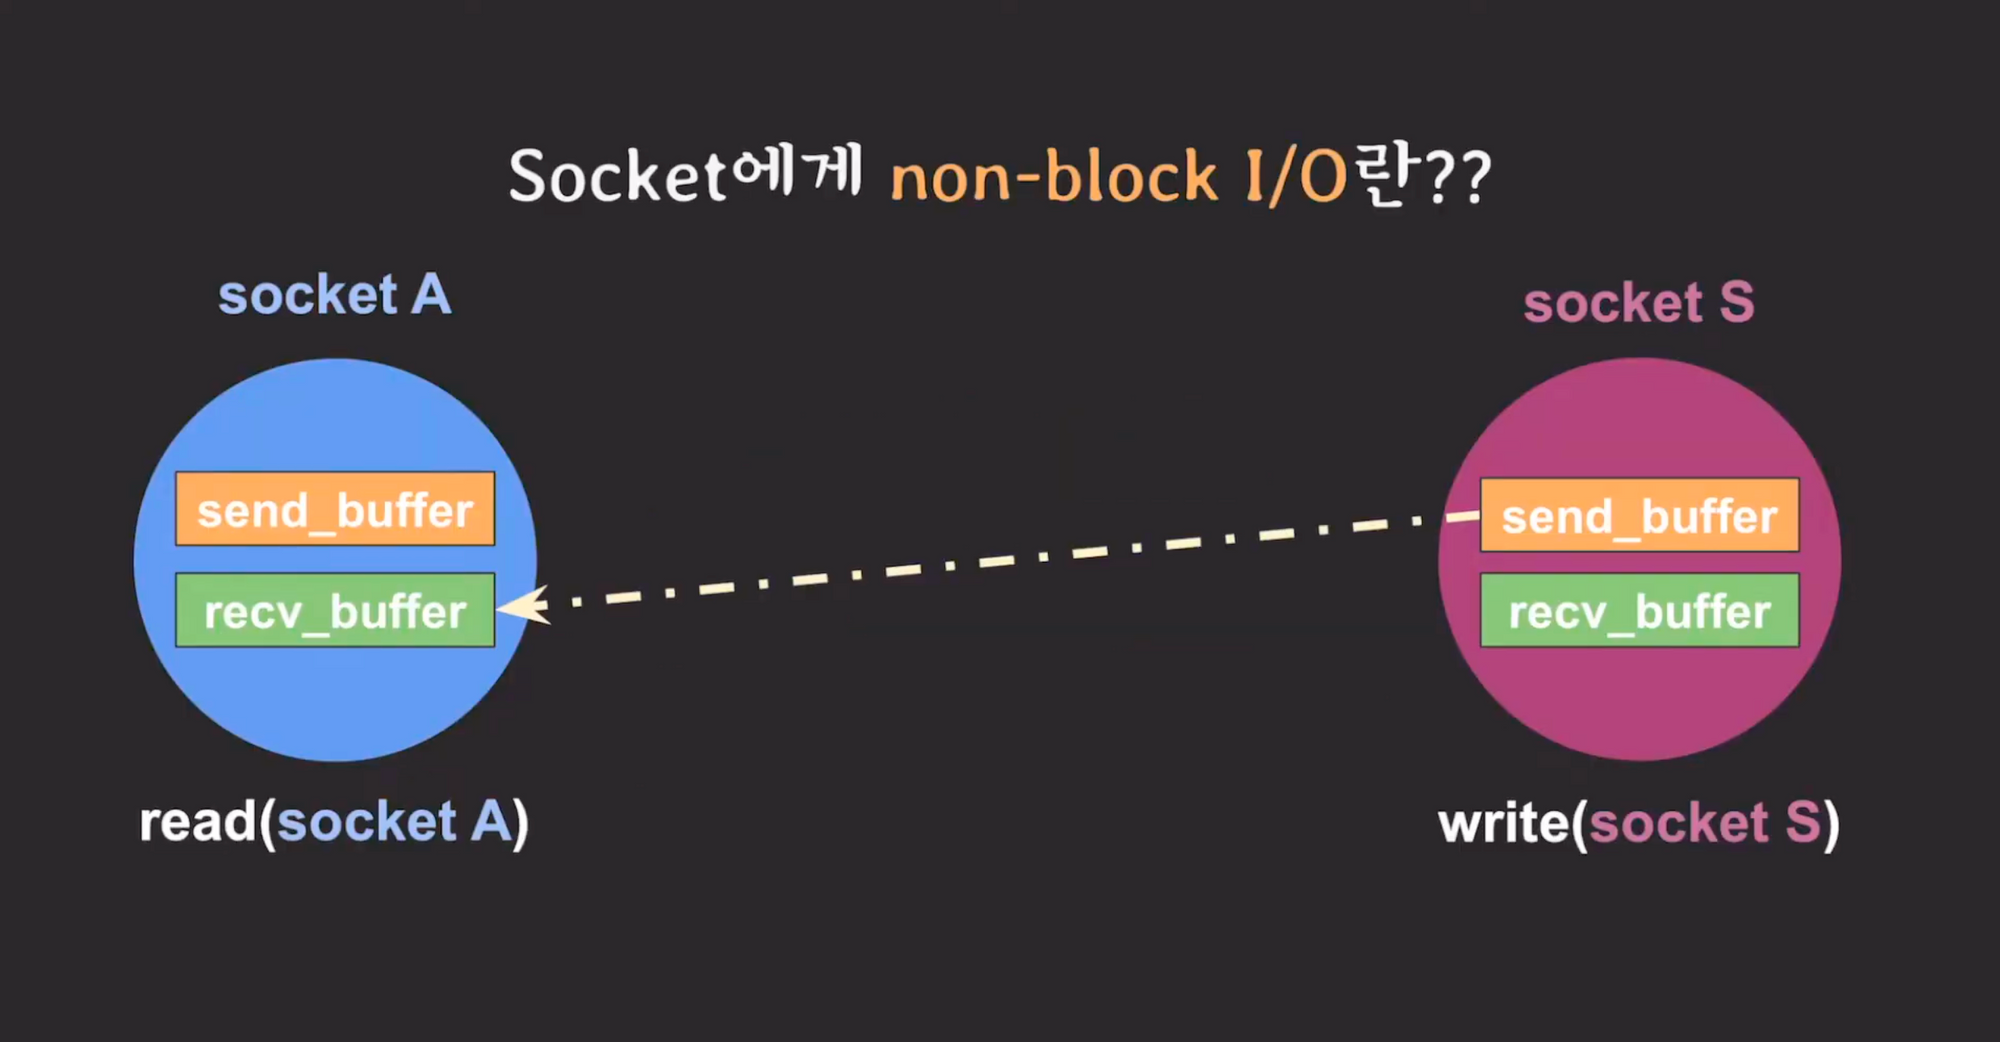 Socket에게 non-block I/O란??
socket A
socket S
send_buffer
recv_buffer
send_buffer
recv_buffer
read(socket A)
write(socket S)